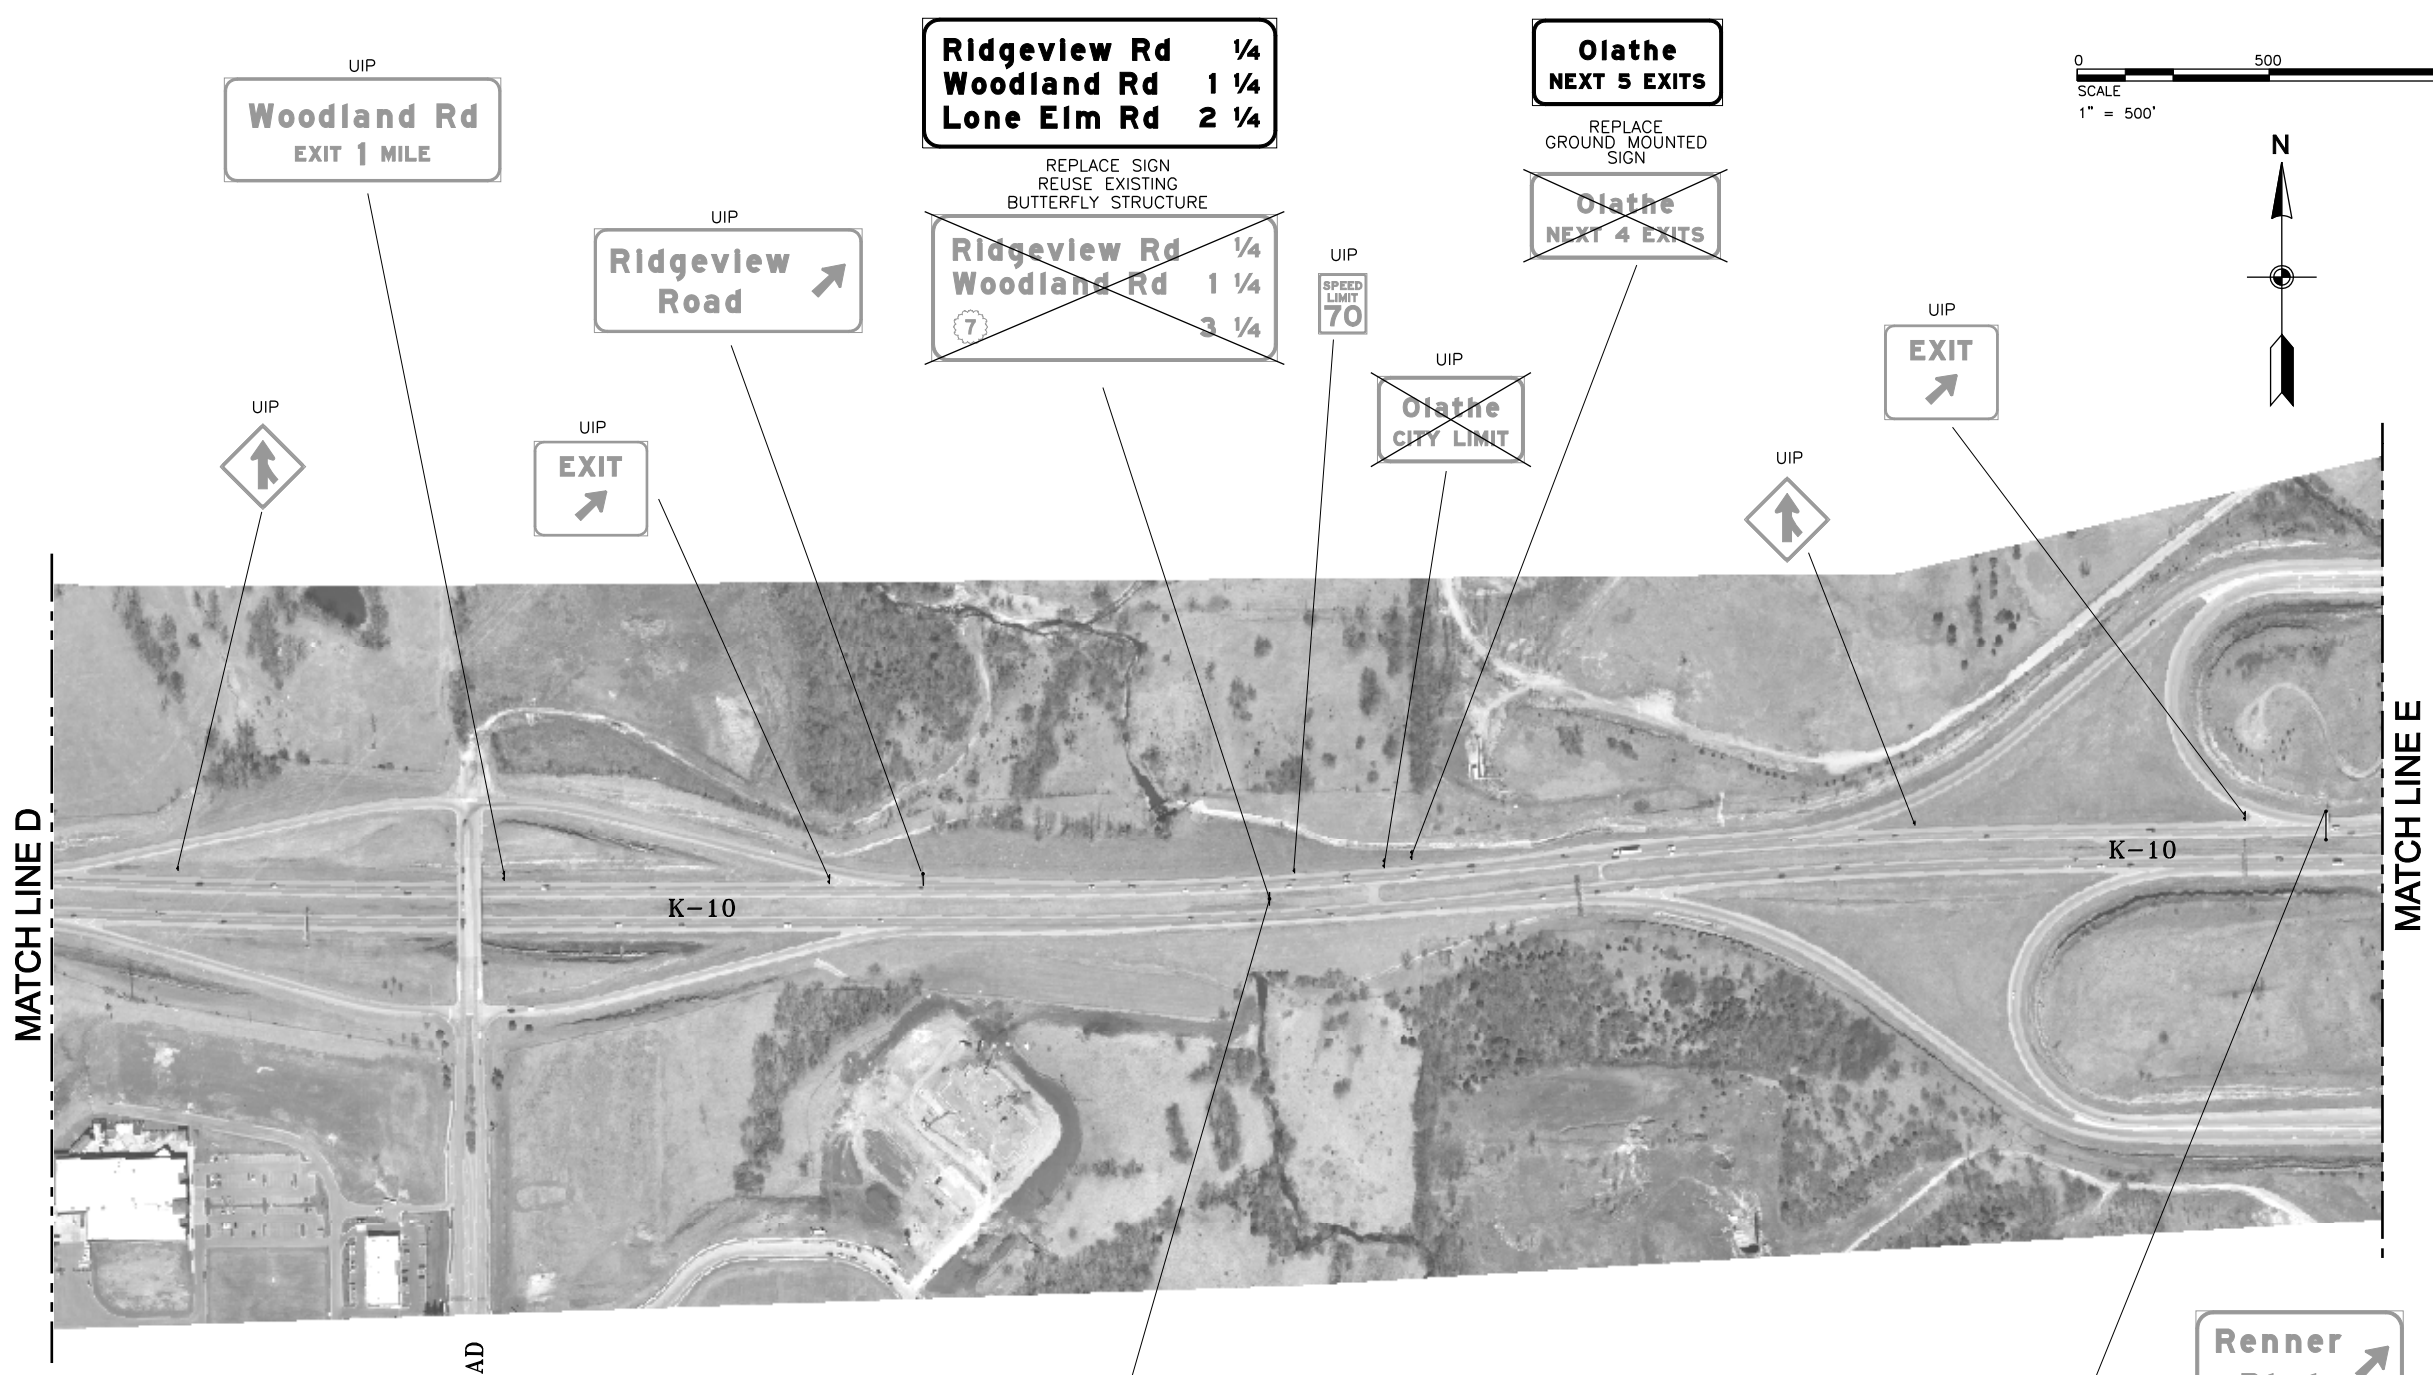 Ridgeview Rd 1/4
Woodland Rd 1 1/4
Lone Elm Rd 2 1/4
REPLACE SIGN
REUSE EXISTING
BUTTERFLY STRUCTURE
Ridgeview Rd 1/4
Woodland Rd 1 1/4
7 3 1/4
Olathe
NEXT 5 EXITS
REPLACE
GROUND MOUNTED
SIGN
Olathe
NEXT 4 EXITS
0 500
SCALE
1" = 500'
N
UIP
Woodland Rd
EXIT 1 MILE
UIP
Ridgeview
Road
UIP
SPEED
LIMIT
70
UIP
Olathe
CITY LIMIT
UIP
EXIT
UIP
UIP
EXIT
UIP
MATCH LINE D
K-10
K-10
MATCH LINE E
AD
Renner